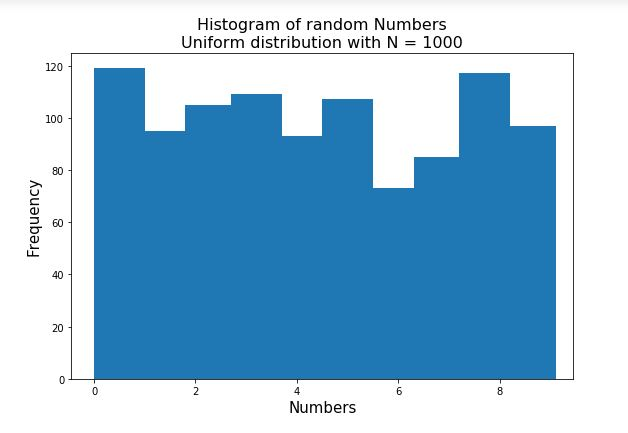 Histogram of random Numbers
Uniform distribution with N = 1000
120
100
80
60
40
20
0
Frequency
0 2 4 6 8
Numbers